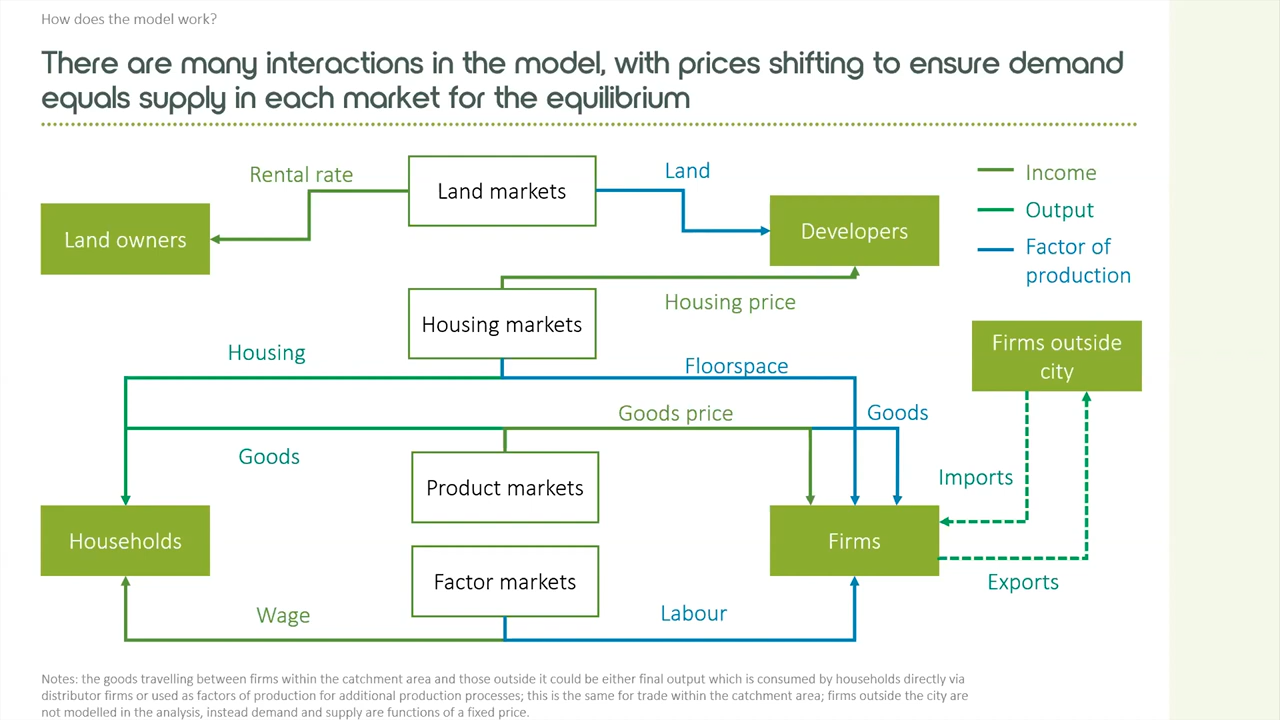 How does the model work?
There are many interactions in the model, with prices shifting to ensure demand
equals supply in each market for the equilibrium
Rental rate
Land markets
Land
Income
Output
Factor of
production
Land owners
Developers
Housing markets
Housing price
Firms outside
city
Housing
Floorspace
Goods price
Goods
Goods
Product markets
Imports
Households
Firms
Factor markets
Exports
Wage
Labour
Notes: the goods travelling between firms within the catchment area and those outside it could be either final output which is consumed by households directly via
distributor firms or used as factors of production for additional production processes; this is the same for trade within the catchment area; firms outside the city are
not modelled in the analysis, instead demand and supply are functions of a fixed price.